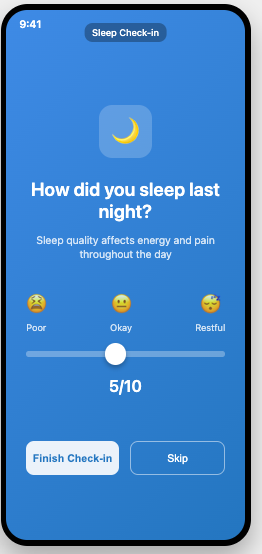 9:41
Sleep Check-in
How did you sleep last
night?
Sleep quality affects energy and pain
throughout the day
Poor
Okay
Restful
5/10
Finish Check-in
Skip